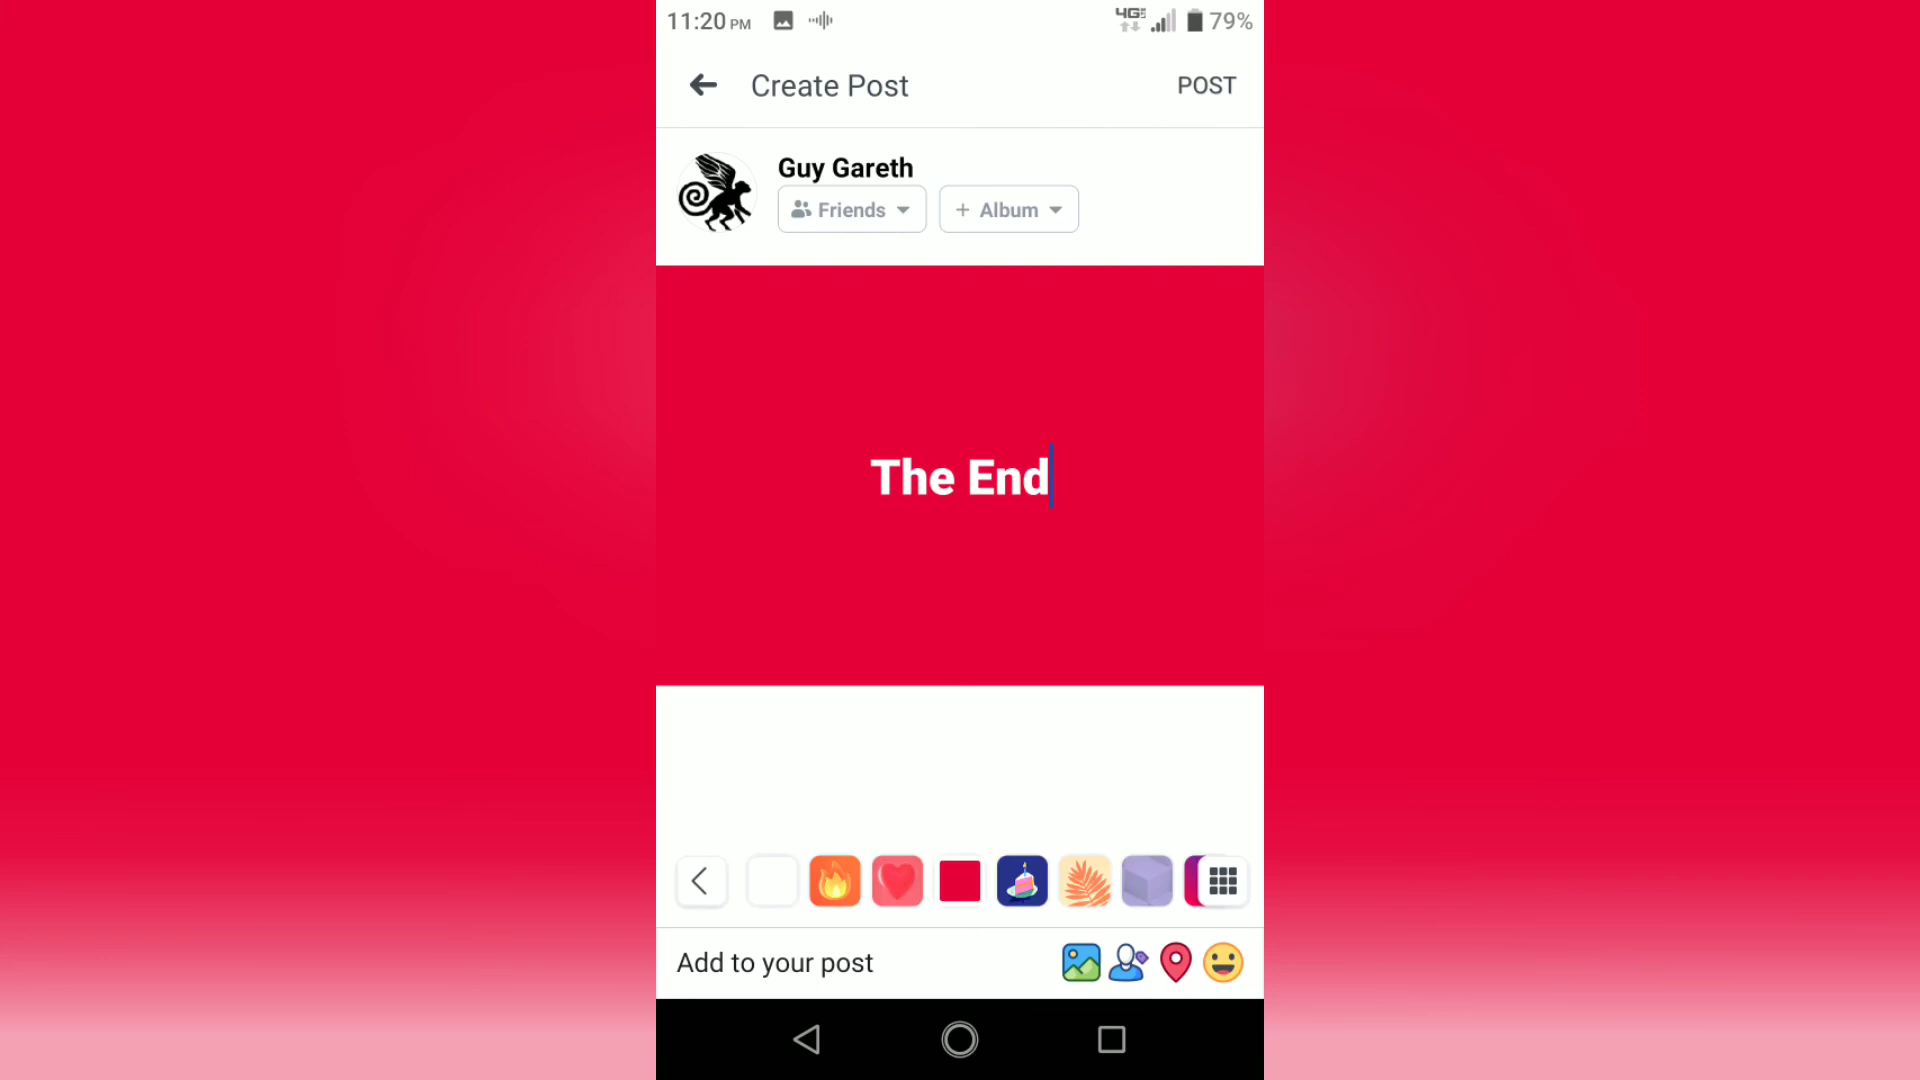 11:20 PM 4G 79%
Create Post POST
Guy Gareth
Friends + Album
The End
Add to your post